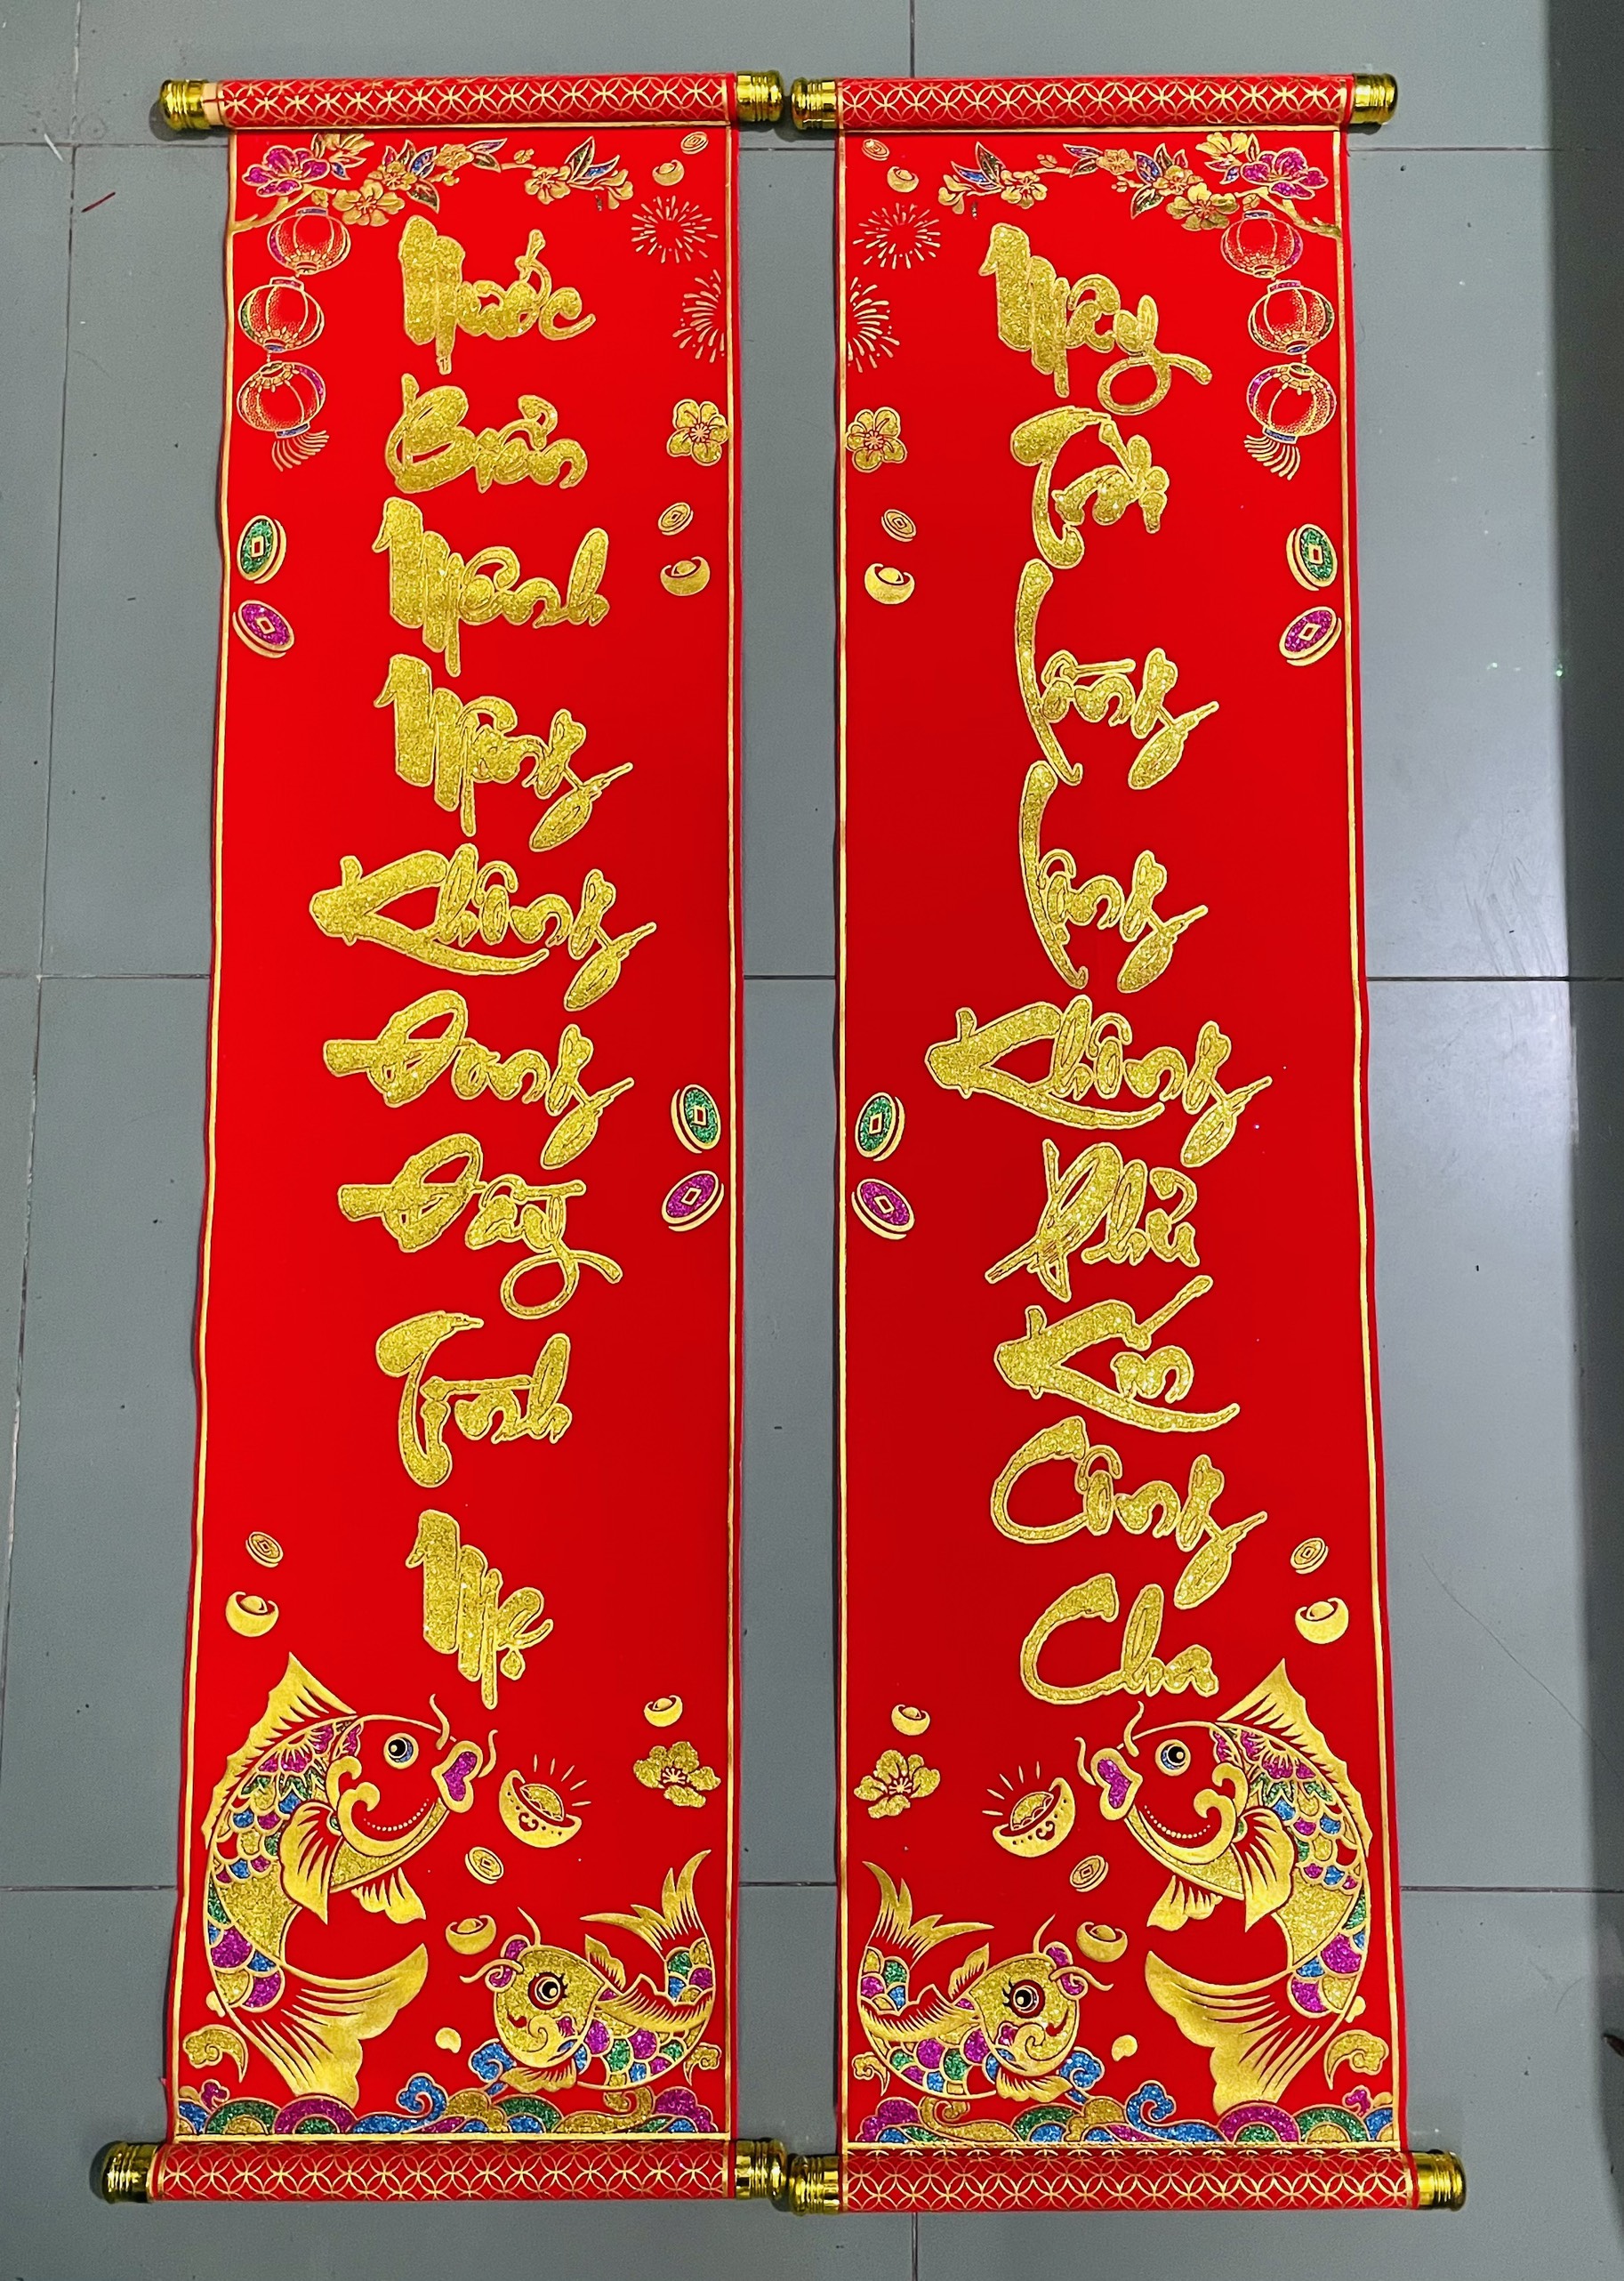 Nước Biển Mênh Mông Không Đong Đầy Tình Mẹ
Mây Trời Lồng Lộng Không Phủ Kín Công Cha